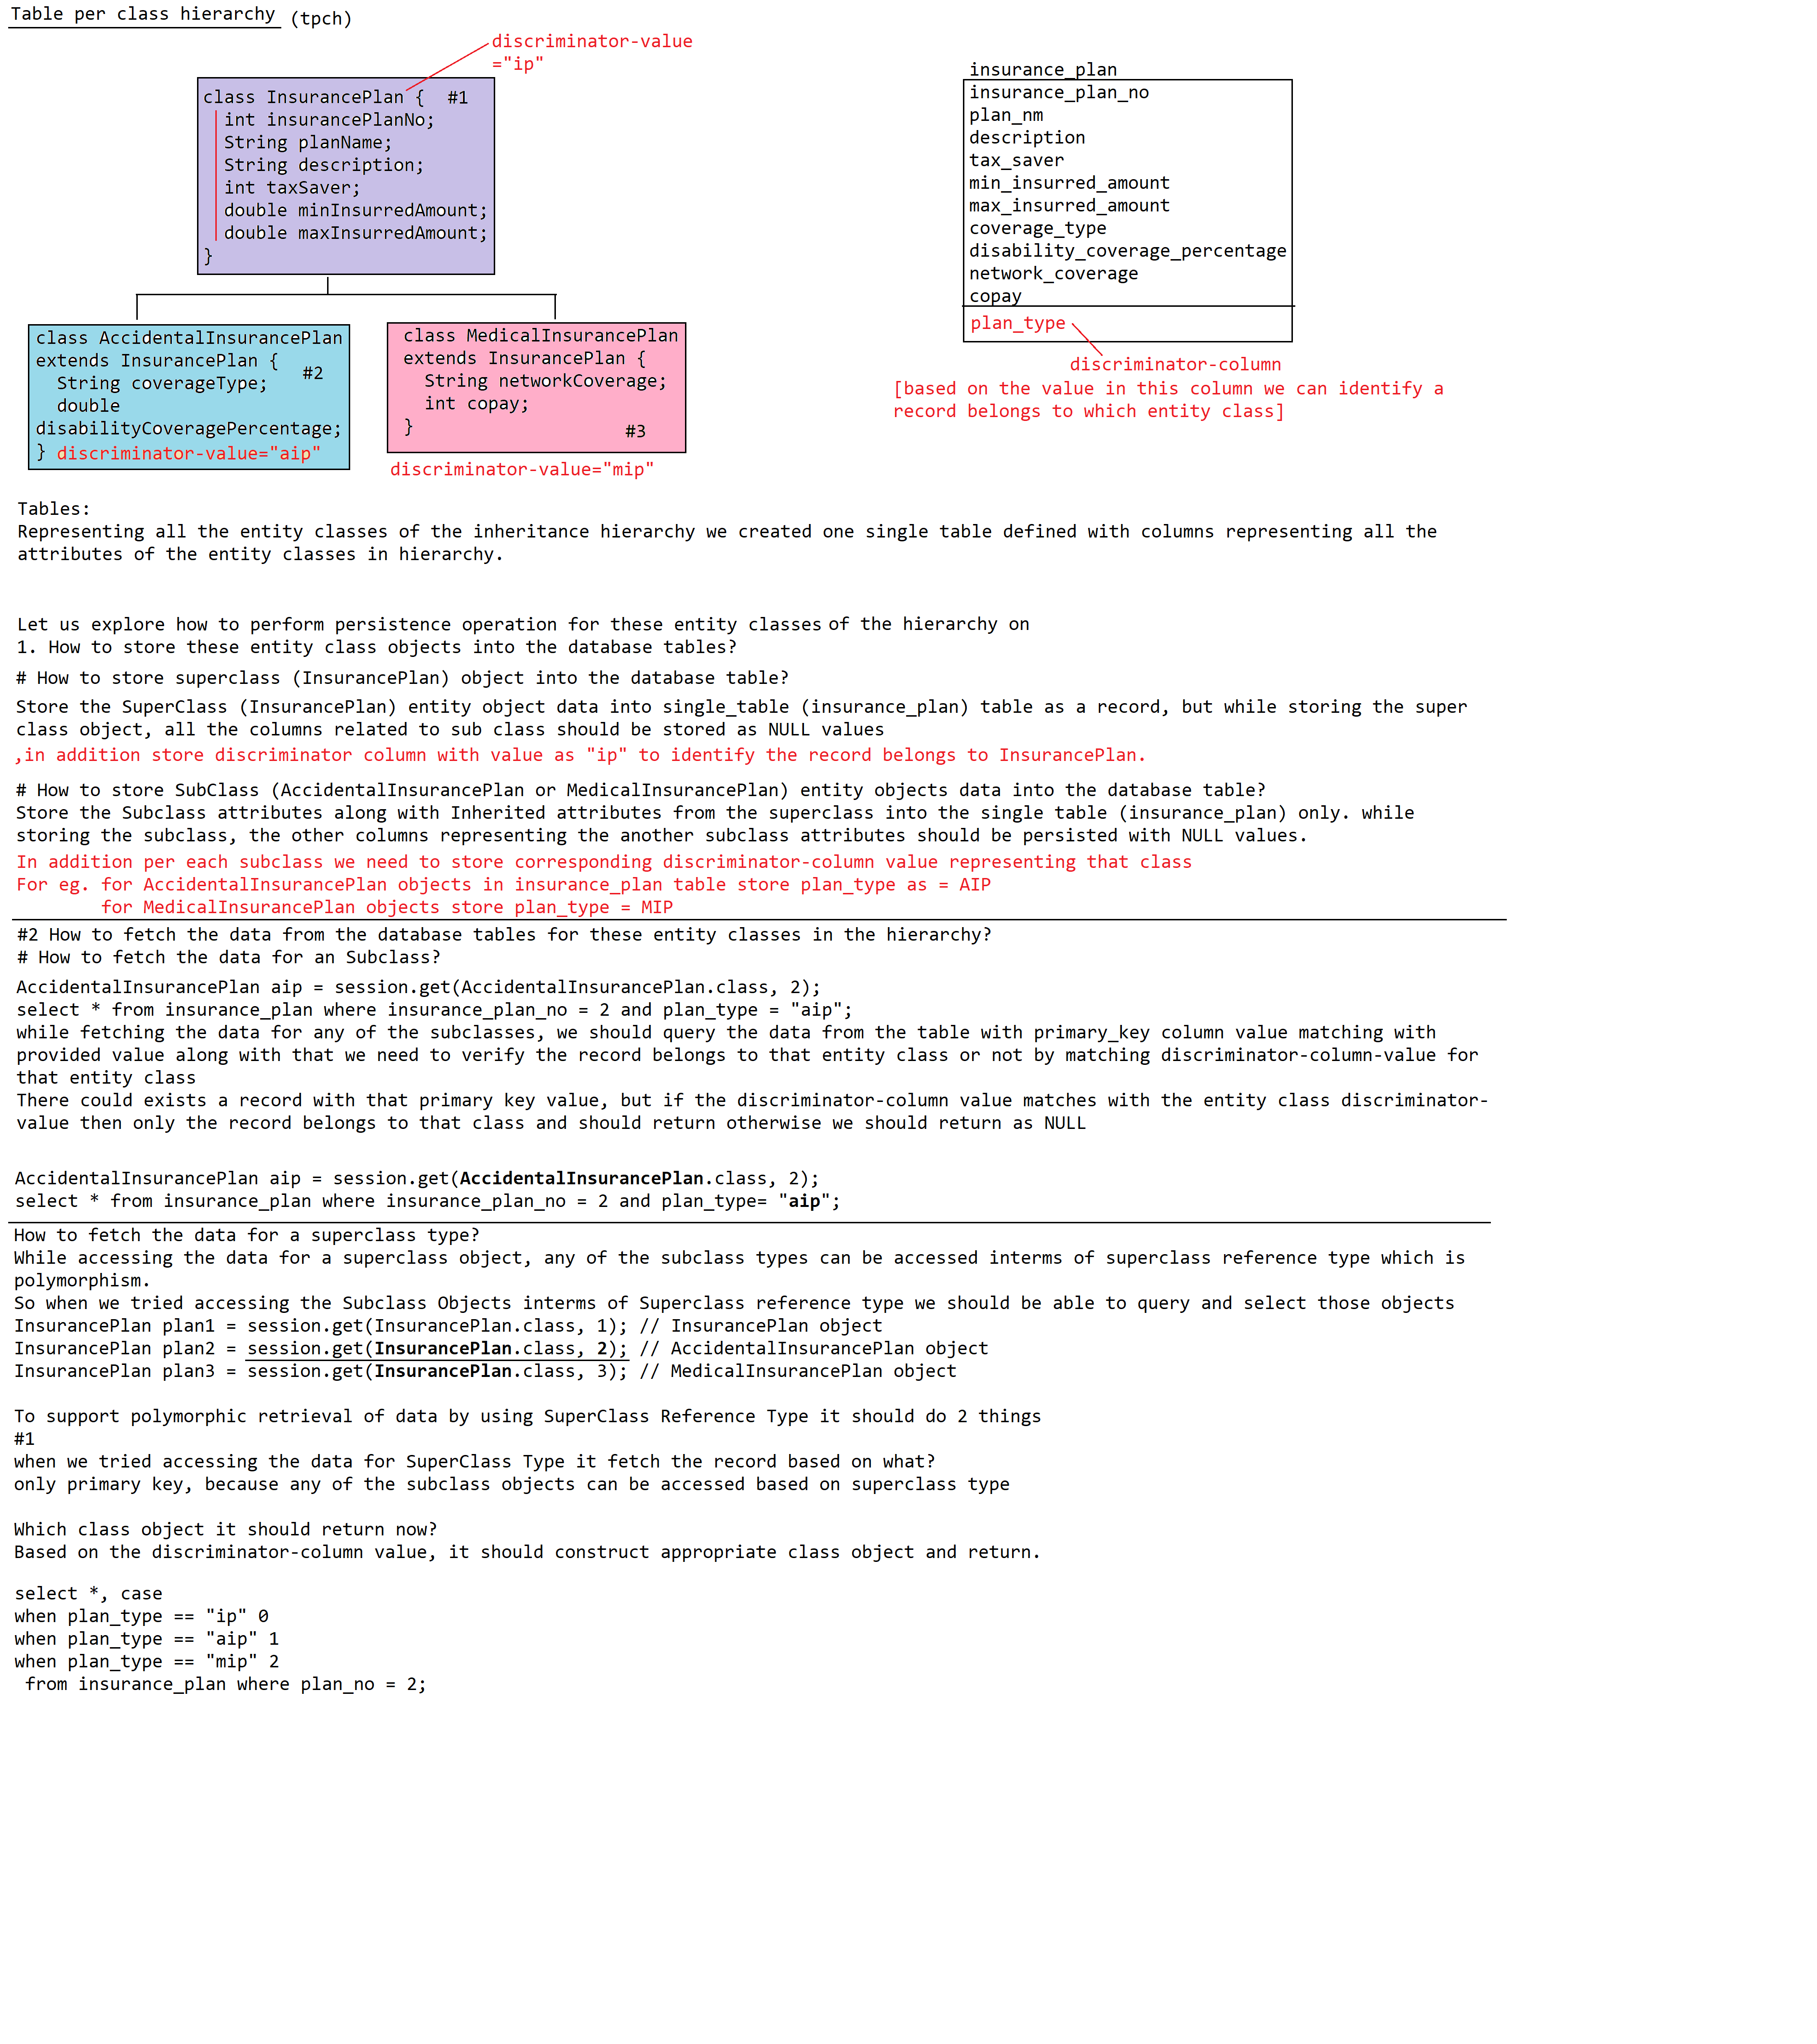 Table per class hierarchy (tpch)
discriminator-value
="ip"
class InsurancePlan { #1
int insurancePlanNo;
String planName;
String description;
int taxSaver;
double minInsurredAmount;
double maxInsurredAmount;
}
insurance_plan
insurance_plan_no
plan_nm
description
tax_saver
min_insurred_amount
max_insurred_amount
coverage_type
disability_coverage_percentage
network_coverage
copay
plan_type
discriminator-column
[based on the value in this column we can identify a
record belongs to which entity class]
class AccidentalInsurancePlan
extends InsurancePlan {
#2
String coverageType;
double
disabilityCoveragePercentage;
} discriminator-value="aip"
class MedicalInsurancePlan
extends InsurancePlan {
String networkCoverage;
int copay;
}
#3
discriminator-value="mip"
Tables:
Representing all the entity classes of the inheritance hierarchy we created one single table defined with columns representing all the
attributes of the entity classes in hierarchy.
Let us explore how to perform persistence operation for these entity classes of the hierarchy on
1. How to store these entity class objects into the database tables?
# How to store superclass (InsurancePlan) object into the database table?
Store the SuperClass (InsurancePlan) entity object data into single_table (insurance_plan) table as a record, but while storing the super
class object, all the columns related to sub class should be stored as NULL values
,in addition store discriminator column with value as "ip" to identify the record belongs to InsurancePlan.
# How to store SubClass (AccidentalInsurancePlan or MedicalInsurancePlan) entity objects data into the database table?
Store the Subclass attributes along with Inherited attributes from the superclass into the single table (insurance_plan) only. while
storing the subclass, the other columns representing the another subclass attributes should be persisted with NULL values.
In addition per each subclass we need to store corresponding discriminator-column value representing that class
For eg. for AccidentalInsurancePlan objects in insurance_plan table store plan_type as = AIP
for MedicalInsurancePlan objects store plan_type = MIP
#2 How to fetch the data from the database tables for these entity classes in the hierarchy?
# How to fetch the data for an Subclass?
AccidentalInsurancePlan aip = session.get(AccidentalInsurancePlan.class, 2);
select * from insurance_plan where insurance_plan_no = 2 and plan_type = "aip";
while fetching the data for any of the subclasses, we should query the data from the table with primary_key column value matching with
provided value along with that we need to verify the record belongs to that entity class or not by matching discriminator-column-value for
that entity class
There could exists a record with that primary key value, but if the discriminator-column value matches with the entity class discriminator-
value then only the record belongs to that class and should return otherwise we should return as NULL
AccidentalInsurancePlan aip = session.get(AccidentalInsurancePlan.class, 2);
select * from insurance_plan where insurance_plan_no = 2 and plan_type= "aip";
How to fetch the data for a superclass type?
While accessing the data for a superclass object, any of the subclass types can be accessed interms of superclass reference type which is
polymorphism.
So when we tried accessing the Subclass Objects interms of Superclass reference type we should be able to query and select those objects
InsurancePlan plan1 = session.get(InsurancePlan.class, 1); // InsurancePlan object
InsurancePlan plan2 = session.get(InsurancePlan.class, 2); // AccidentalInsurancePlan object
InsurancePlan plan3 = session.get(InsurancePlan.class, 3); // MedicalInsurancePlan object
To support polymorphic retrieval of data by using SuperClass Reference Type it should do 2 things
#1
when we tried accessing the data for SuperClass Type it fetch the record based on what?
only primary key, because any of the subclass objects can be accessed based on superclass type
Which class object it should return now?
Based on the discriminator-column value, it should construct appropriate class object and return.
select *, case
when plan_type == "ip" 0
when plan_type == "aip" 1
when plan_type == "mip" 2
from insurance_plan where plan_no = 2;